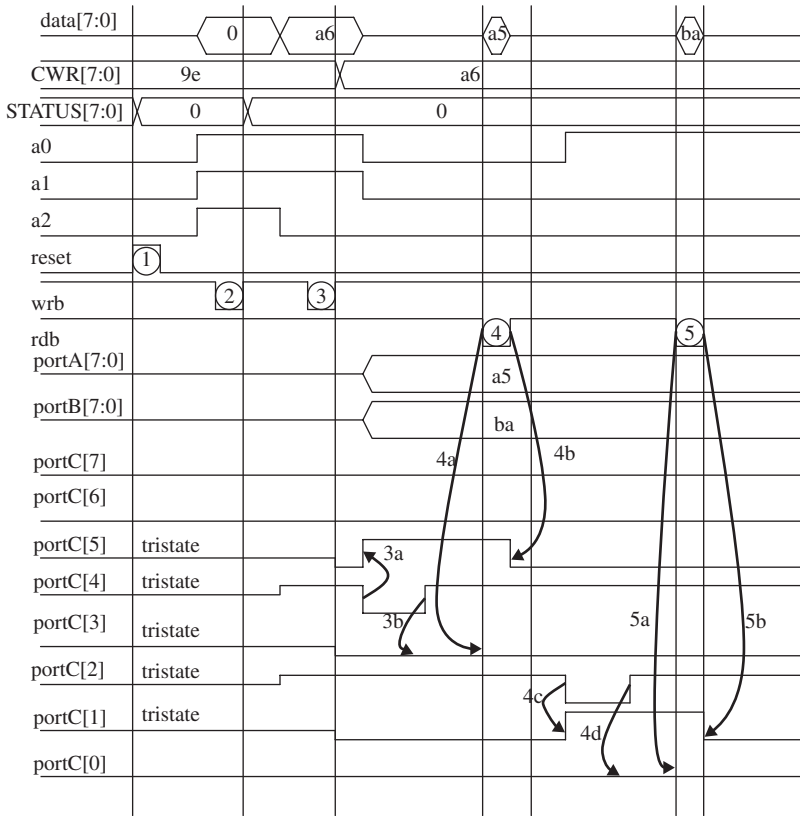 data[7:0] 0 a6 a5 ba
CWR[7:0] 9e a6
STATUS[7:0] 0 0
a0
a1
a2
reset 1
wrb 2 3
rdb 4 5
portA[7:0] a5
portB[7:0] ba
portC[7] 4a 4b
portC[6]
portC[5] tristate 3a
portC[4] tristate
portC[3] tristate 3b 5a 5b
portC[2] tristate 4c
portC[1] tristate 4d
portC[0]